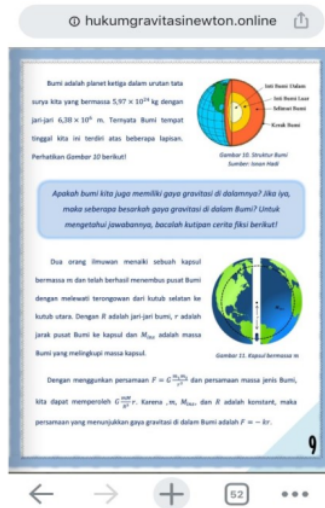 hukumgravitasinewton.online
Bumi adalah planet ketiga dalam urutan tata
surya kita yang bermassa 5,97 × 10²⁴ kg dengan
jari-jari 6,38 × 10⁶ m. Ternyata Bumi tempat
tinggal kita ini terdiri atas beberapa lapisan.
Perhatikan Gambar 10 berikut!
Inti Bumi Dalam
Inti Bumi Luar
Selimut Bumi
Kerak Bumi
Gambar 10. Struktur Bumi
Sumber: Ionan Hadi
Apakah bumi kita juga memiliki gaya gravitasi di dalamnya? Jika iya,
maka seberapa besarkah gaya gravitasi di dalam Bumi? Untuk
mengetahui jawabannya, bacalah kutipan cerita fiksi berikut!
Dua orang ilmuwan menaiki sebuah kapsul
bermassa m dan telah berhasil menembus pusat Bumi
dengan melewati terongowan dari kutub selatan ke
kutub utara. Dengan R adalah jari-jari bumi, r adalah
jarak pusat Bumi ke kapsul dan Mᵢₙₛ adalah massa
Bumi yang melingkupi massa kapsul.
Gambar 11. Kapsul bermassa m
Dengan menggunkan persamaan F = G m₁m₂/r² dan persamaan massa jenis Bumi,
kita dapat memperoleh G mM/R³ r. Karena , m, Mᵢₙₛ, dan R adalah konstant, maka
persamaan yang menunjukkan gaya gravitasi di dalam Bumi adalah F = − kr.
9
52